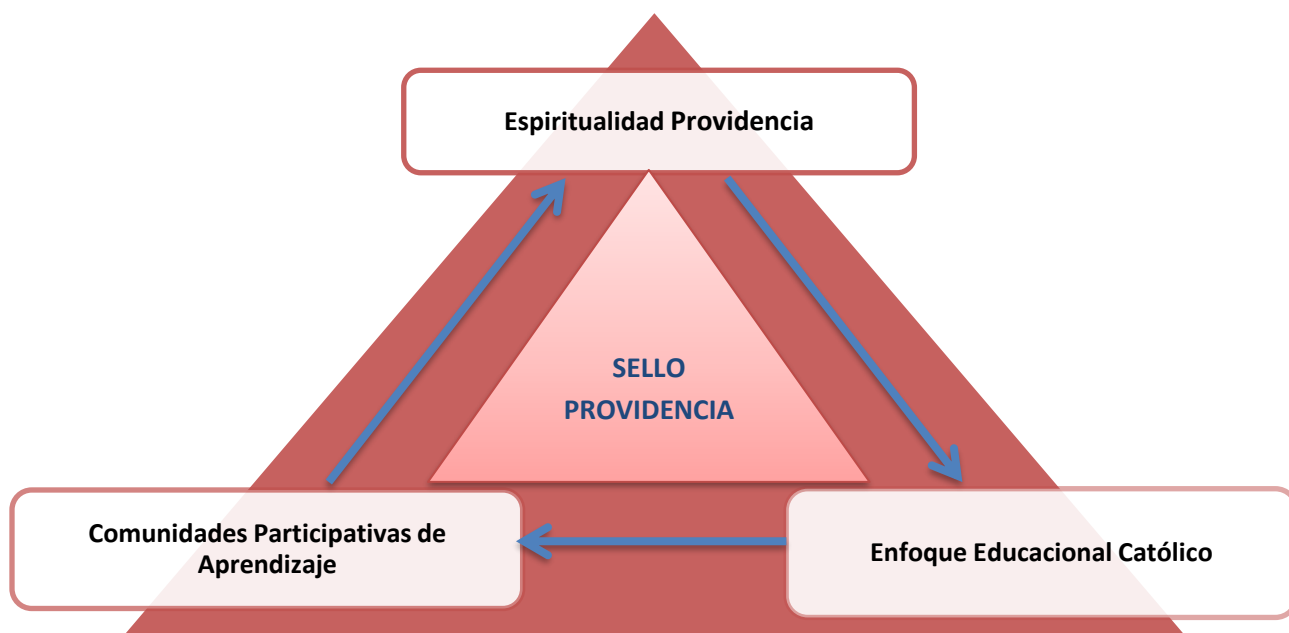 Espiritualidad Providencia
SELLO
PROVIDENCIA
Comunidades Participativas de
Aprendizaje
Enfoque Educacional Católico